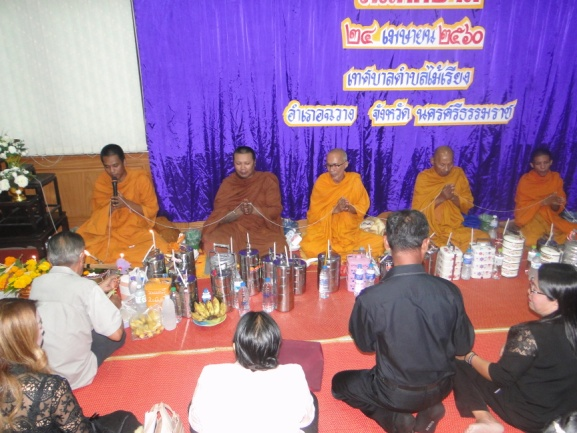 ๒๔ เมษายน ๒๕๖๐
เทศบาลตำบลไม้เรียง
อำเภอฉวาง จังหวัด นครศรีธรรมราช